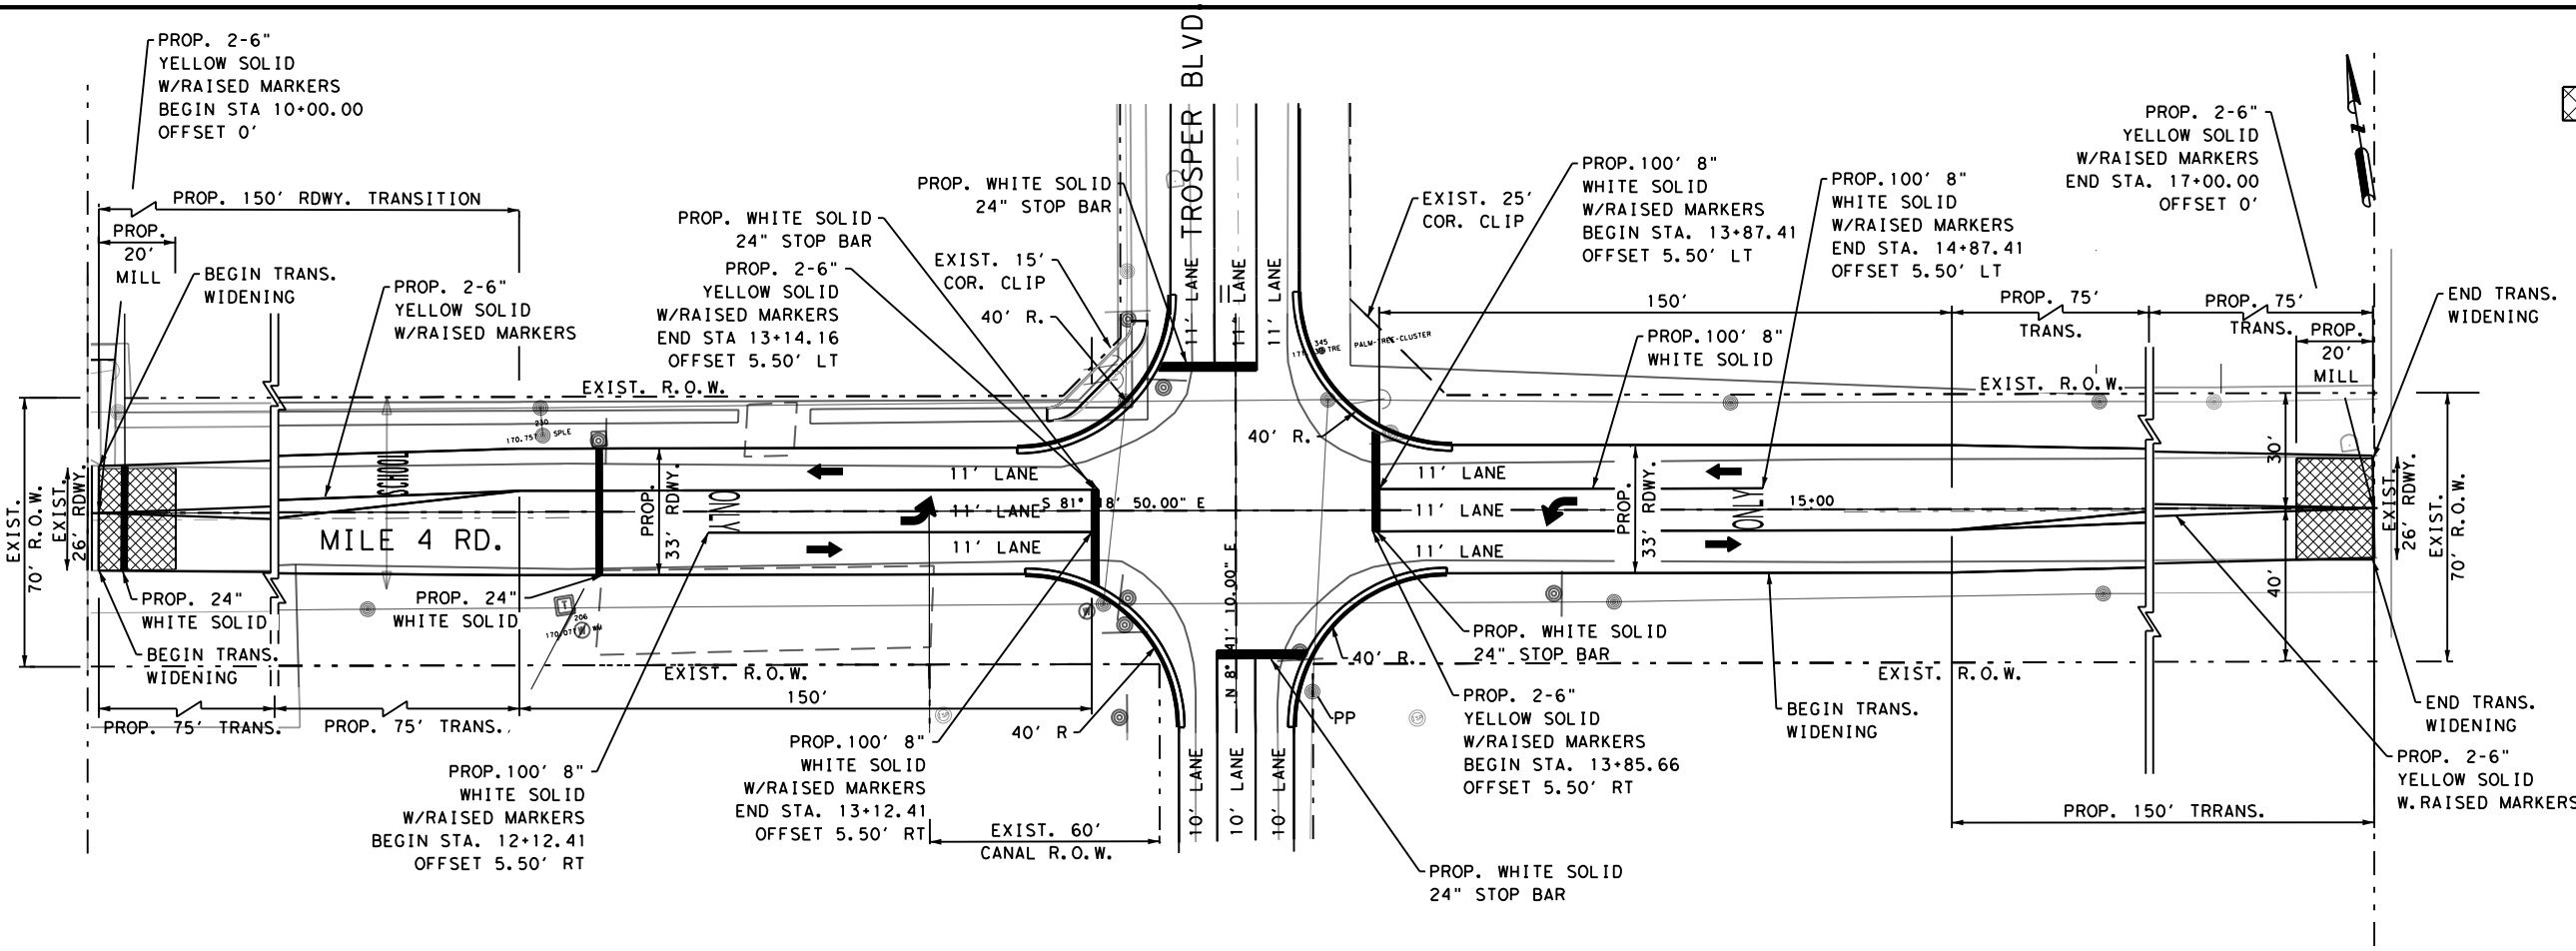 PROP. 2-6"
YELLOW SOLID
W/RAISED MARKERS
BEGIN STA 10+00.00
OFFSET 0'
PROP. 150' RDWY. TRANSITION
PROP.
20'
MILL
BEGIN TRANS.
WIDENING
PROP. 2-6"
YELLOW SOLID
W/RAISED MARKERS
PROP. WHITE SOLID
24" STOP BAR
PROP. WHITE SOLID
24" STOP BAR
PROP. 2-6"
YELLOW SOLID
W/RAISED MARKERS
END STA 13+14.16
OFFSET 5.50' LT
EXIST. 15'
COR. CLIP
40' R.
TROSPER BLVD.
11' LANE
11' LANE
11' LANE
EXIST. 25'
COR. CLIP
PROP.100' 8"
WHITE SOLID
W/RAISED MARKERS
BEGIN STA. 13+87.41
OFFSET 5.50' LT
PROP.100' 8"
WHITE SOLID
W/RAISED MARKERS
END STA. 14+87.41
OFFSET 5.50' LT
PROP. 2-6"
YELLOW SOLID
W/RAISED MARKERS
END STA. 17+00.00
OFFSET 0'
150'
PROP. 75'
TRANS.
PROP. 75'
TRANS.
PROP.
20'
MILL
END TRANS.
WIDENING
PROP.100' 8"
WHITE SOLID
345
PALM-TREE-CLUSTER
EXIST. R.O.W.
EXIST. R.O.W.
230
170.757 SPLE
40' R.
EXIST.
70' R.O.W.
EXIST.
26' RDWY.
SCHOOL
MILE 4 RD.
PROP.
33' RDWY.
ONLY
11' LANE
11' LANE
11' LANE
S 81° 18' 50.00" E
N 8° 41' 10.00" E
11' LANE
11' LANE
11' LANE
PROP.
33' RDWY.
ONLY
15+00
30'
40'
EXIST.
26' RDWY.
EXIST.
70' R.O.W.
PROP. 24"
WHITE SOLID
PROP. 24"
WHITE SOLID
T
206
170.077 WM
W
W
BEGIN TRANS.
WIDENING
EXIST. R.O.W.
150'
PROP. 75' TRANS.
PROP. 75' TRANS.
40' R
40' R.
PP
PROP. WHITE SOLID
24" STOP BAR
EXIST. R.O.W.
PROP. 2-6"
YELLOW SOLID
W/RAISED MARKERS
BEGIN STA. 13+85.66
OFFSET 5.50' RT
BEGIN TRANS.
WIDENING
END TRANS.
WIDENING
PROP. 2-6"
YELLOW SOLID
W.RAISED MARKERS
PROP. 150' TRRANS.
PROP.100' 8"
WHITE SOLID
W/RAISED MARKERS
BEGIN STA. 12+12.41
OFFSET 5.50' RT
PROP.100' 8"
WHITE SOLID
W/RAISED MARKERS
END STA. 13+12.41
OFFSET 5.50' RT
EXIST. 60'
CANAL R.O.W.
10' LANE
10' LANE
10' LANE
PROP. WHITE SOLID
24" STOP BAR